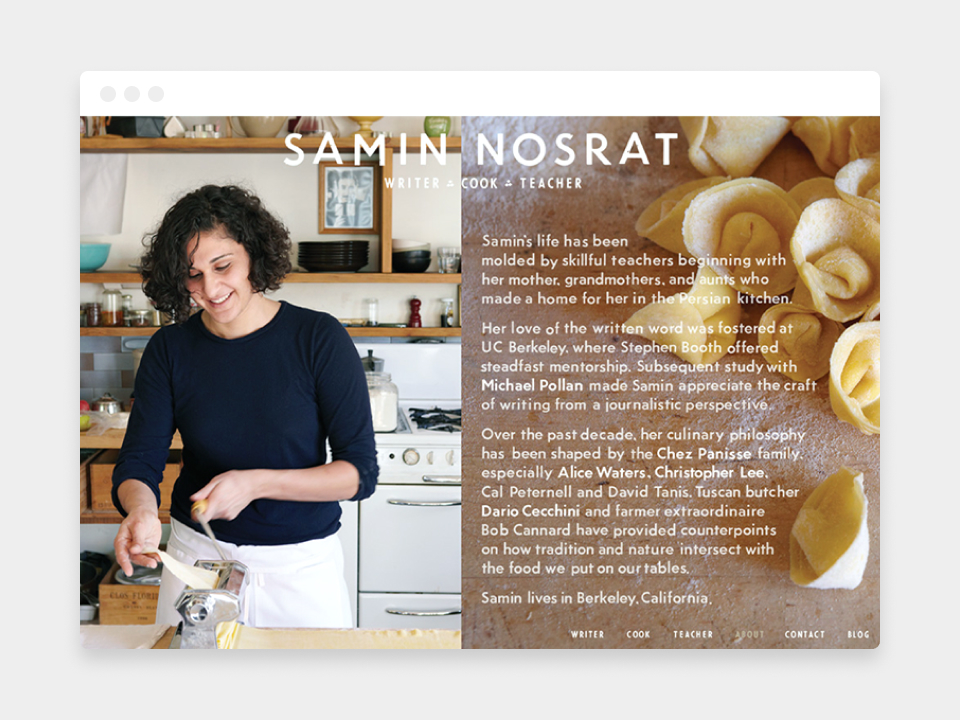 SAMIN NOSRAT
WRITER COOK TEACHER
Samin's life has been
molded by skillful teachers beginning with
her mother, grandmothers, and aunts who
made a home for her in the Persian kitchen.
Her love of the written word was fostered at
UC Berkeley, where Stephen Booth offered
steadfast mentorship. Subsequent study with
Michael Pollan made Samin appreciate the craft
of writing from a journalistic perspective.
Over the past decade, her culinary philosophy
has been shaped by the Chez Panisse family,
especially Alice Waters, Christopher Lee,
Cal Peternell and David Tanis. Tuscan butcher
Dario Cecchini and farmer extraordinaire
Bob Cannard have provided counterpoints
on how tradition and nature intersect with
the food we put on our tables.
Samin lives in Berkeley, California.
WRITER COOK TEACHER ABOUT CONTACT BLOG